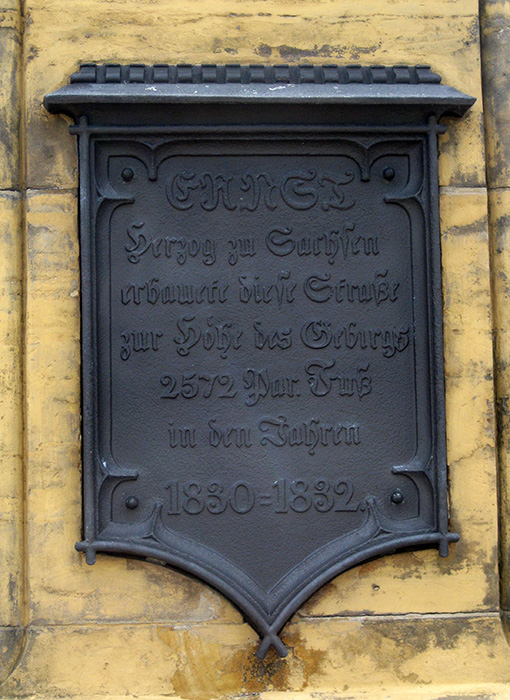 ERNST
Herzog zu Sachsen
erbauete diese Straße
zur Höhe des Gebirgs
2572 Par. Fuß
in den Jahren
1830=1832.